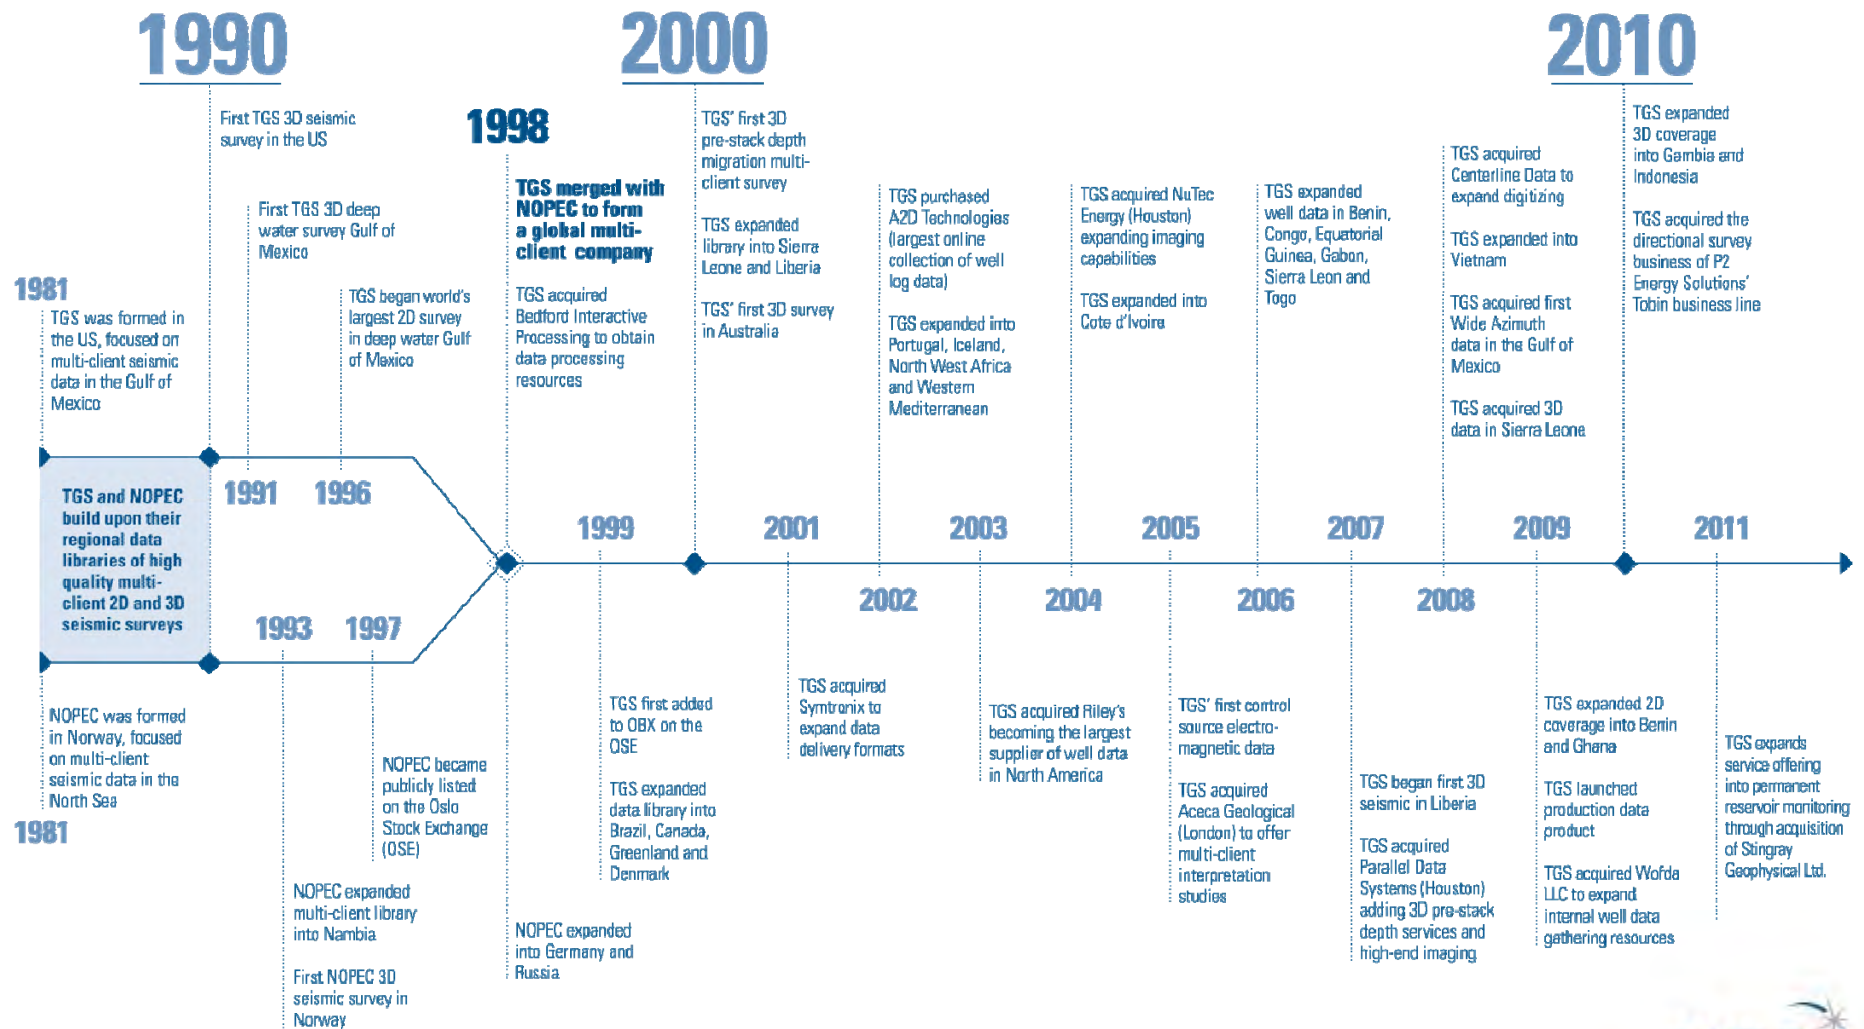 1990
2000
2010
First TGS 3D seismic
survey in the US
1998
TGS merged with
NOPEC to form
a global multi-
client company
TGS acquired
Bedford Interactive
Processing to obtain
data processing
resources
TGS' first 3D
pre-stack depth
migration multi-
client survey
TGS expanded
library into Sierra
Leone and Liberia
TGS' first 3D survey
in Australia
TGS expanded
3D coverage
into Gambia and
Indonesia
TGS acquired the
directional survey
business of P2
Energy Solutions'
Tobin business line
First TGS 3D deep
water survey Gulf of
Mexico
TGS began world's
largest 2D survey
in deep water Gulf
of Mexico
1981
TGS was formed in
the US, focused on
multi-client seismic
data in the Gulf of
Mexico
TGS purchased
A2D Technologies
(largest online
collection of well
log data)
TGS expanded into
Portugal, Iceland,
North West Africa
and Western
Mediterranean
TGS acquired NuTec
Energy (Houston)
expanding imaging
capabilities
TGS expanded into
Cote d'Ivoire
TGS expanded
well data in Benin,
Congo, Equatorial
Guinea, Gabon,
Sierra Leon and
Togo
TGS acquired
Centerline Data to
expand digitizing
TGS expanded into
Vietnam
TGS acquired first
Wide Azimuth
data in the Gulf of
Mexico
TGS acquired 3D
data in Sierra Leone
TGS and NOPEC
build upon their
regional data
libraries of high
quality multi-
client 2D and 3D
seismic surveys
1991
1996
1993
1997
1999
2001
2003
2005
2007
2009
2011
2002
2004
2006
2008
NOPEC was formed
in Norway, focused
on multi-client
seismic data in the
North Sea
1981
NOPEC became
publicly listed
on the Oslo
Stock Exchange
(OSE)
NOPEC expanded
multi-client library
into Nambia
First NOPEC 3D
seismic survey in
Norway
NOPEC expanded
into Germany and
Russia
TGS first added
to OBX on the
OSE
TGS expanded
data library into
Brazil, Canada,
Greenland and
Denmark
TGS acquired
Symtronix to
expand data
delivery formats
TGS acquired Riley's
becoming the largest
supplier of well data
in North America
TGS' first control
source electro-
magnetic data
TGS acquired
Aceca Geological
(London) to offer
multi-client
interpretation
studies
TGS began first 3D
seismic in Liberia
TGS acquired
Parallel Data
Systems (Houston)
adding 3D pre-stack
depth services and
high-end imaging
TGS expanded 2D
coverage into Benin
and Ghana
TGS launched
production data
product
TGS acquired Wofda
LLC to expand
internal well data
gathering resources
TGS expands
service offering
into permanent
reservoir monitoring
through acquisition
of Stingray
Geophysical Ltd.